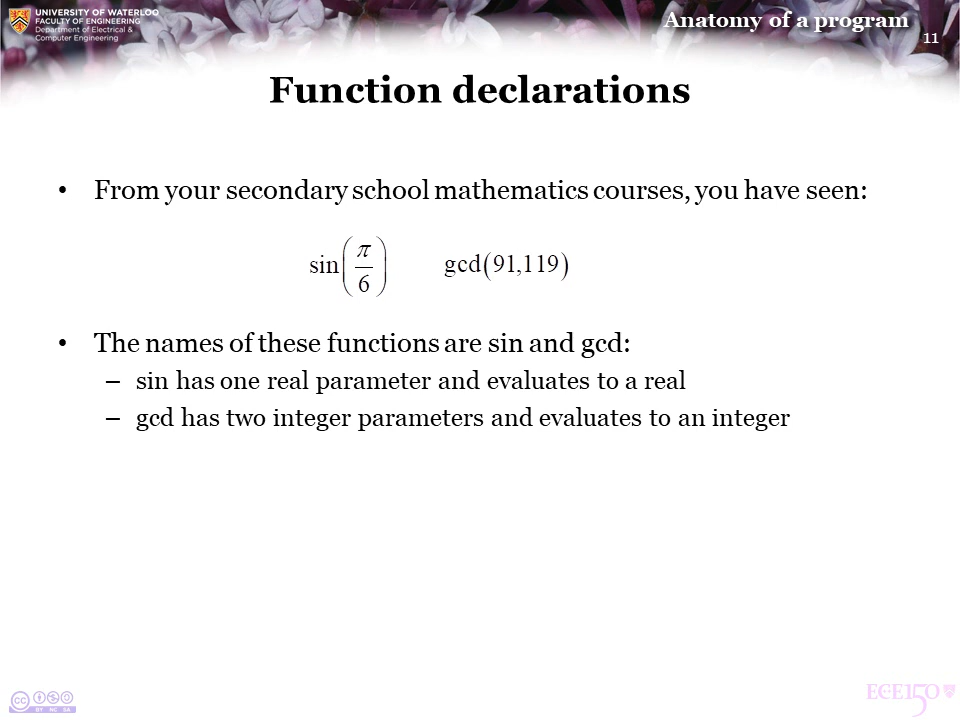 UNIVERSITY OF WATERLOO
FACULTY OF ENGINEERING
Department of Electrical &
Computer Engineering
Anatomy of a program
11
Function declarations
• From your secondary school mathematics courses, you have seen:
sin(π/6) gcd(91,119)
• The names of these functions are sin and gcd:
– sin has one real parameter and evaluates to a real
– gcd has two integer parameters and evaluates to an integer
cc BY NC SA
ECE150